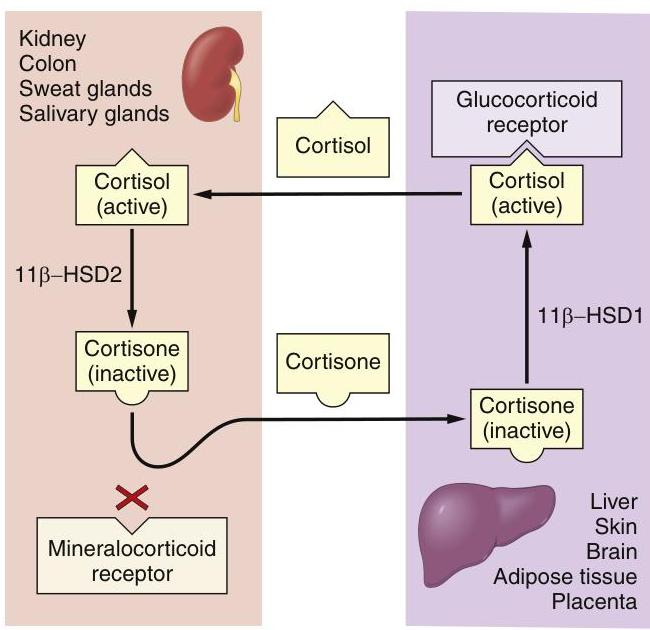 Kidney
Colon
Sweat glands
Salivary glands
Cortisol
Glucocorticoid
receptor
Cortisol
(active)
Cortisol
(active)
11β–HSD2
11β–HSD1
Cortisone
(inactive)
Cortisone
Cortisone
(inactive)
Mineralocorticoid
receptor
Liver
Skin
Brain
Adipose tissue
Placenta